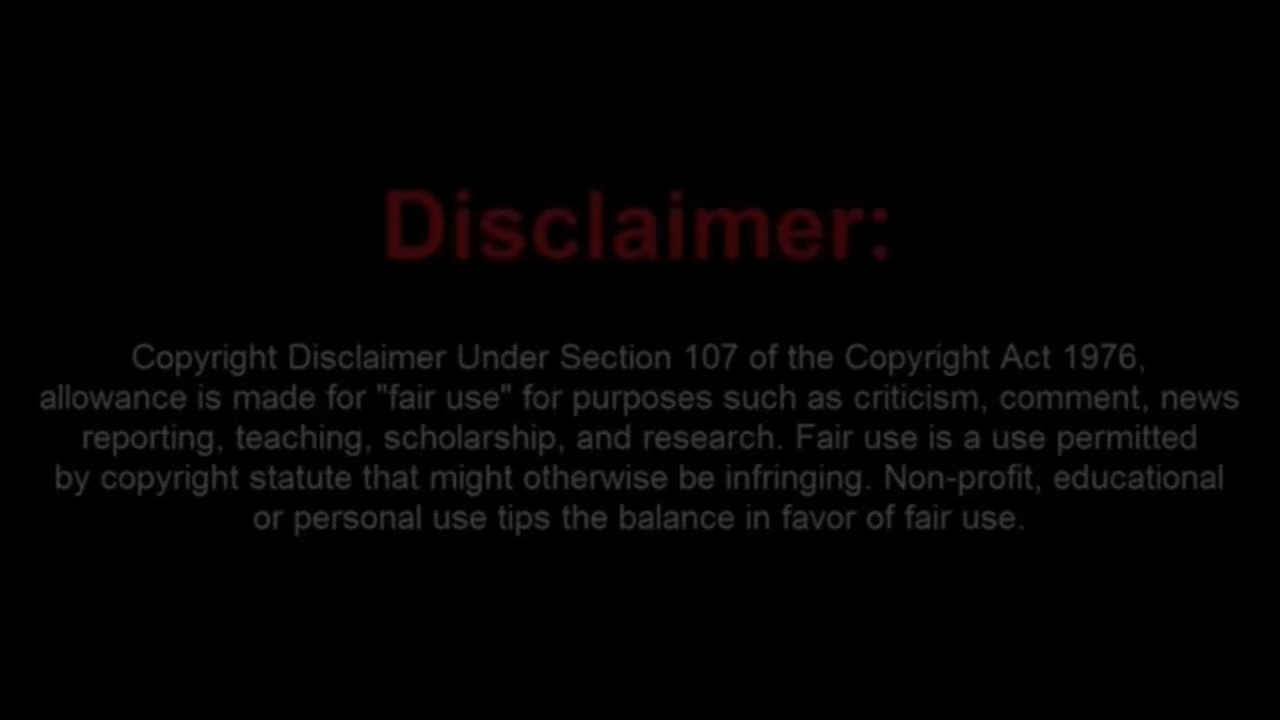 Disclaimer:
Copyright Disclaimer Under Section 107 of the Copyright Act 1976,
allowance is made for "fair use" for purposes such as criticism, comment, news
reporting, teaching, scholarship, and research. Fair use is a use permitted
by copyright statute that might otherwise be infringing. Non-profit, educational
or personal use tips the balance in favor of fair use.